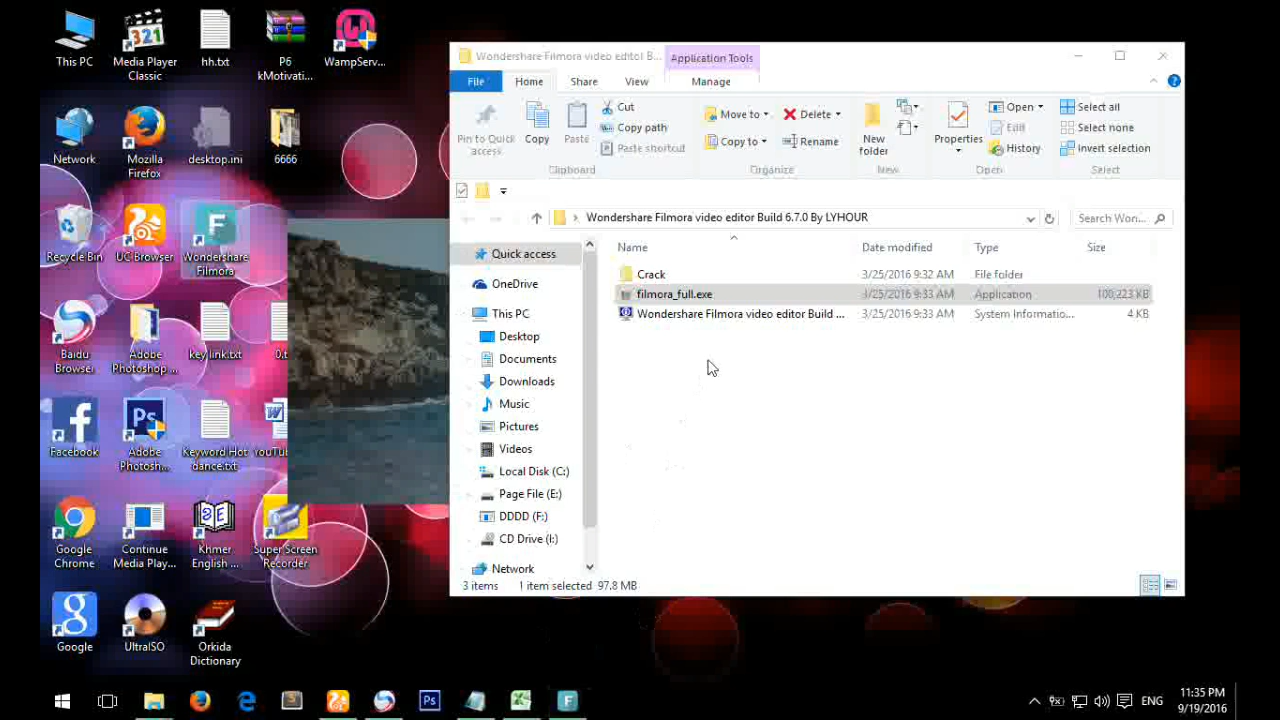 This PC
Media Player
Classic
hh.txt
P6
kMotivati...
WampServ...
Network
Mozilla
Firefox
desktop.ini
6666
Recycle Bin
UC Browser
Wondershare
Filmora
Baidu
Browser
Adobe
Photoshop ...
key link.txt
0.t
Facebook
Adobe
Photosh...
Keyword Hot
dance.txt
YouTu
Google
Chrome
Continue
Media Play...
Khmer
English ...
Super Screen
Recorder
Google
UltraISO
Orkida
Dictionary
Wondershare Filmora video editor B...
Application Tools
File
Home
Share
View
Manage
Pin to Quick
access
Copy
Paste
Cut
Copy path
Paste shortcut
Clipboard
Move to
Copy to
Delete
Rename
Organize
New
folder
New
Properties
Open
Edit
History
Open
Select all
Select none
Invert selection
Select
Wondershare Filmora video editor Build 6.7.0 By LYHOUR
Search Won...
Name Date modified Type Size
Crack 3/25/2016 9:32 AM File folder
filmora_full.exe 3/25/2016 9:33 AM Application 100,223 KB
Wondershare Filmora video editor Build ... 3/25/2016 9:33 AM System Informatio... 4 KB
Quick access
OneDrive
This PC
Desktop
Documents
Downloads
Music
Pictures
Videos
Local Disk (C:)
Page File (E:)
DDDD (F:)
CD Drive (I:)
Network
3 items 1 item selected 97.8 MB
ENG
11:35 PM
9/19/2016